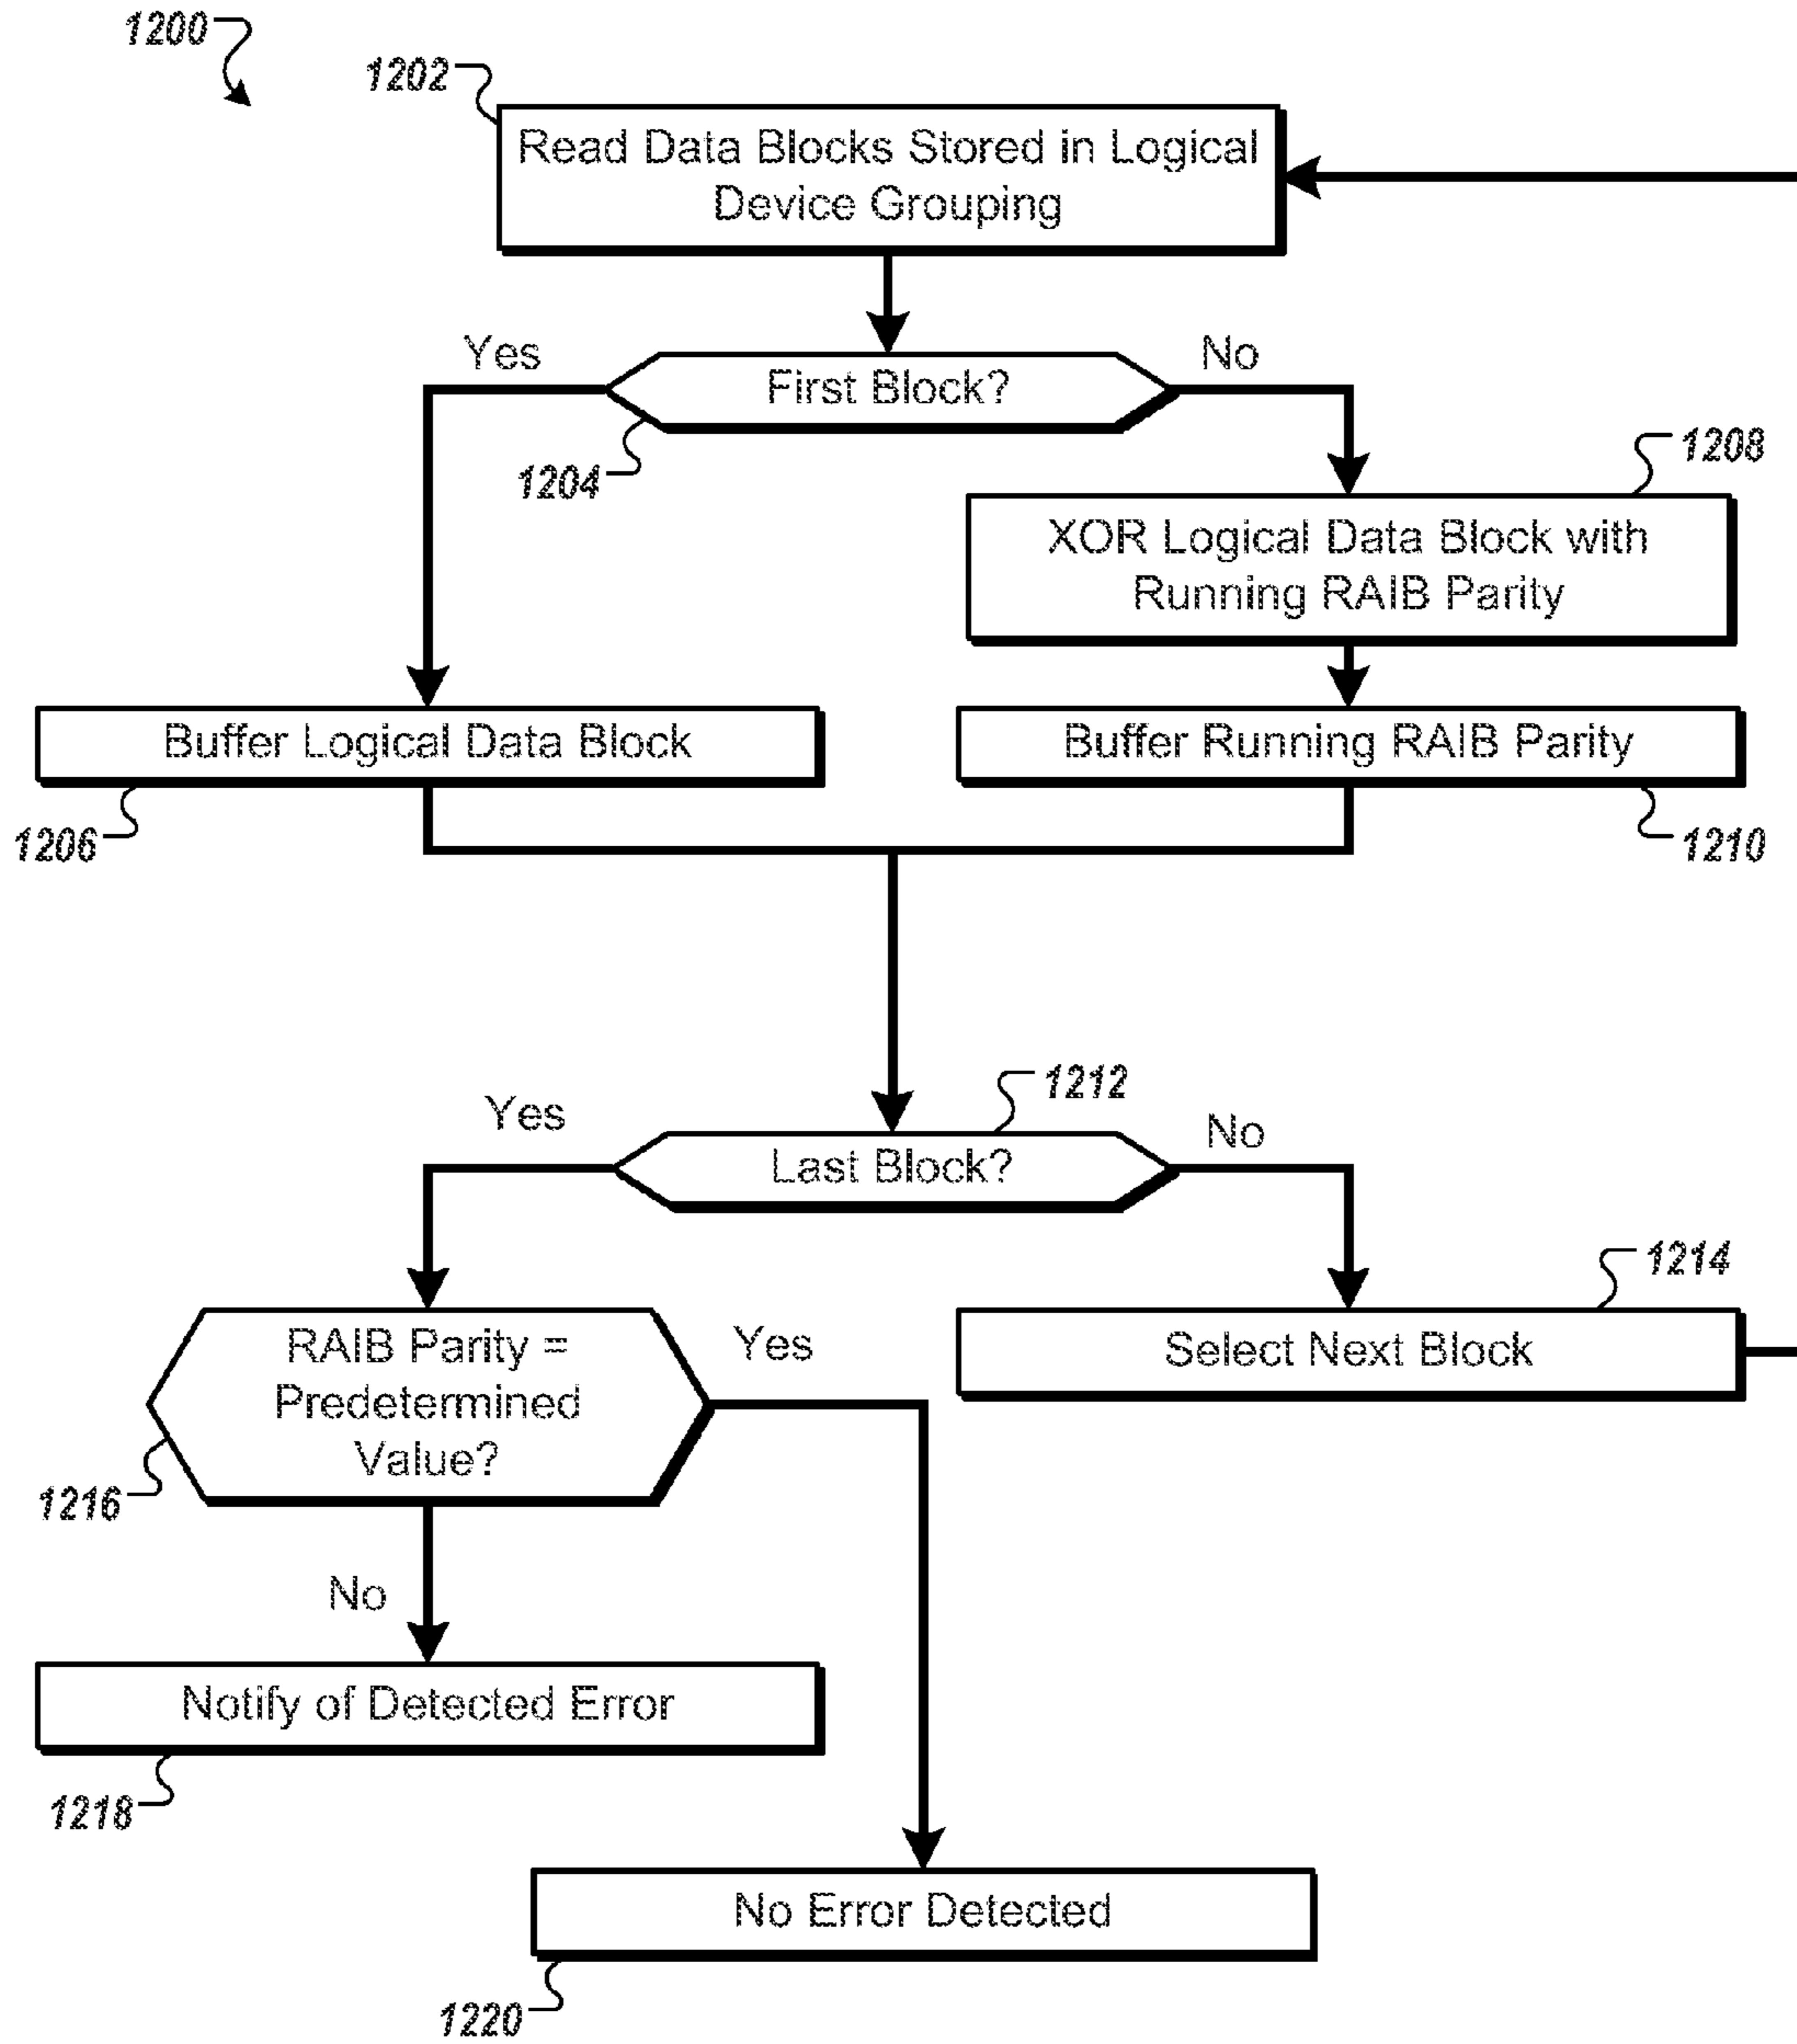 1200
1202
Read Data Blocks Stored in Logical
Device Grouping
Yes
No
First Block?
1204
1208
XOR Logical Data Block with
Running RAIB Parity
Buffer Logical Data Block
Buffer Running RAIB Parity
1206
1210
1212
Yes
No
Last Block?
1214
RAIB Parity =
Predetermined
Value?
Yes
Select Next Block
1216
No
Notify of Detected Error
1218
No Error Detected
1220